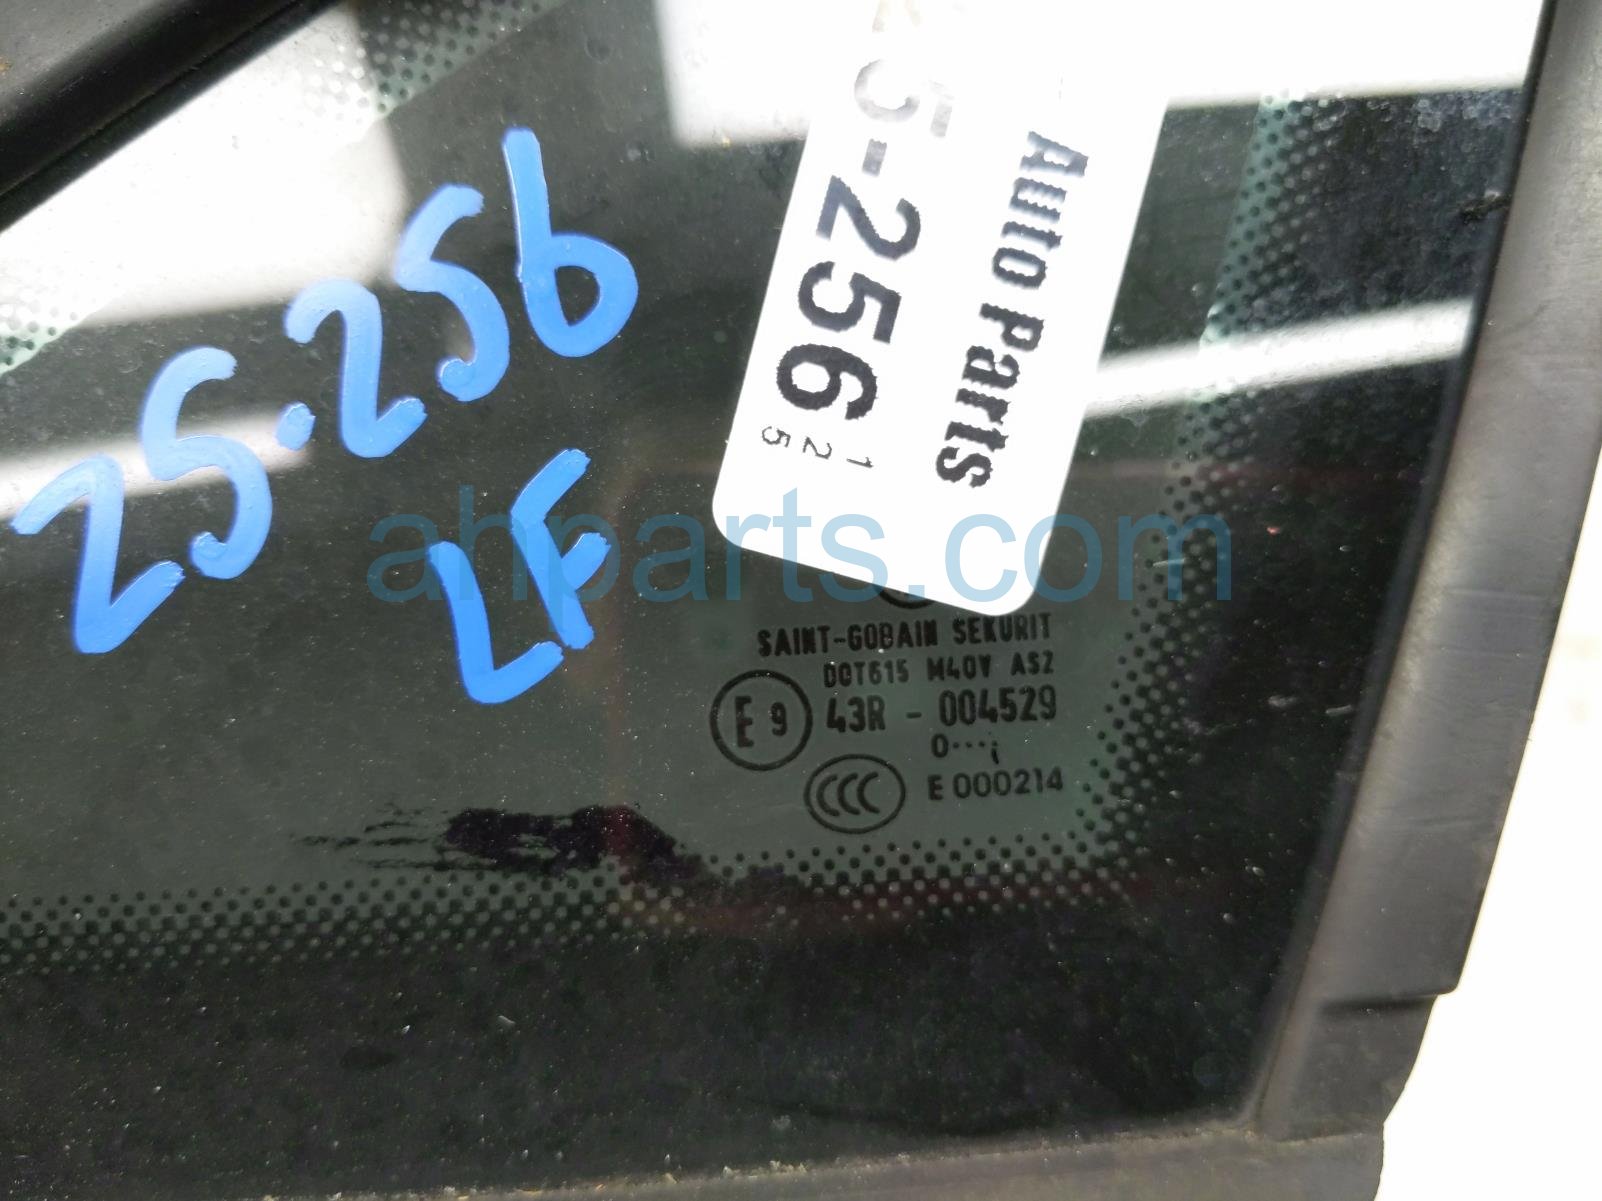 25.256
LF
Auto Parts
5-256
1
2
5
ahparts.com
SAINT-GOBAIN SEKURIT
DOT615 M40V AS2
E 9 43R - 004529
0····¡
CCC E 000214